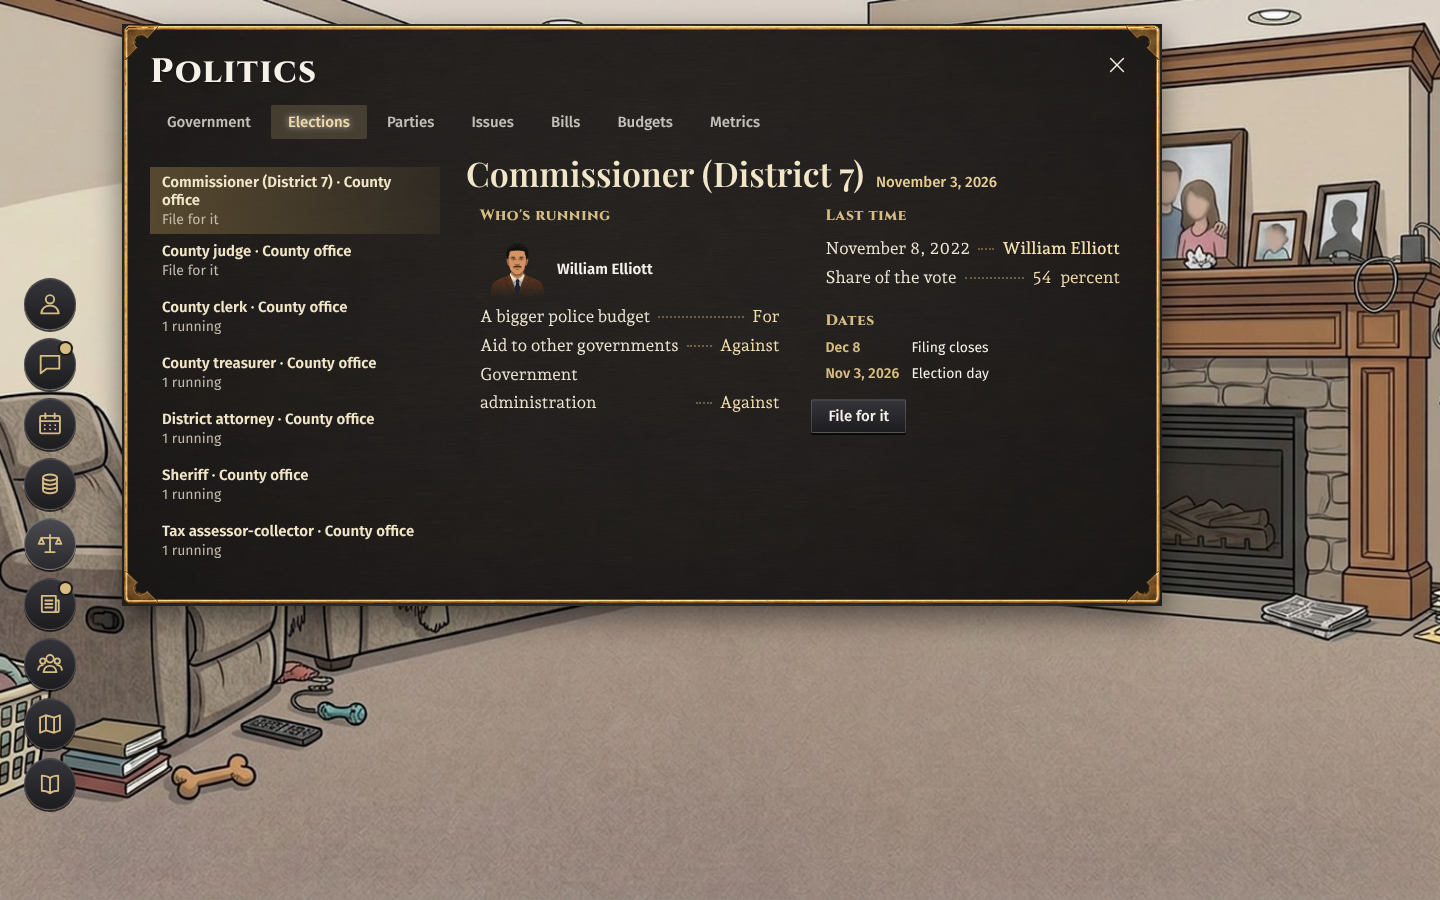 Politics
Government
Elections
Parties
Issues
Bills
Budgets
Metrics
Commissioner (District 7) · County
office
File for it
County judge · County office
File for it
County clerk · County office
1 running
County treasurer · County office
1 running
District attorney · County office
1 running
Sheriff · County office
1 running
Tax assessor-collector · County office
1 running
Commissioner (District 7) November 3, 2026
Who's running
William Elliott
A bigger police budget For
Aid to other governments Against
Government
administration Against
Last time
November 8, 2022 William Elliott
Share of the vote 54 percent
Dates
Dec 8 Filing closes
Nov 3, 2026 Election day
File for it